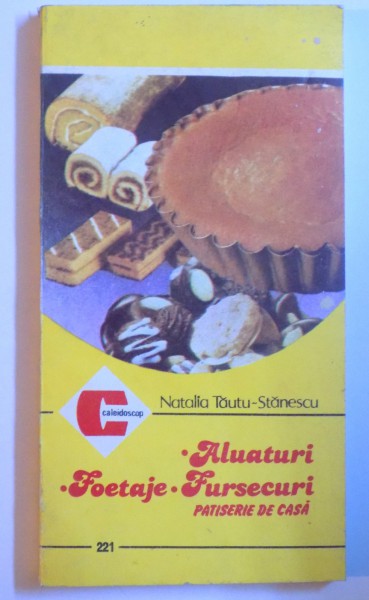 C
caleidoscop
Natalia Tăutu-Stănescu
•Aluaturi
•Foetaje•Fursecuri
PATISERIE DE CASĂ
221